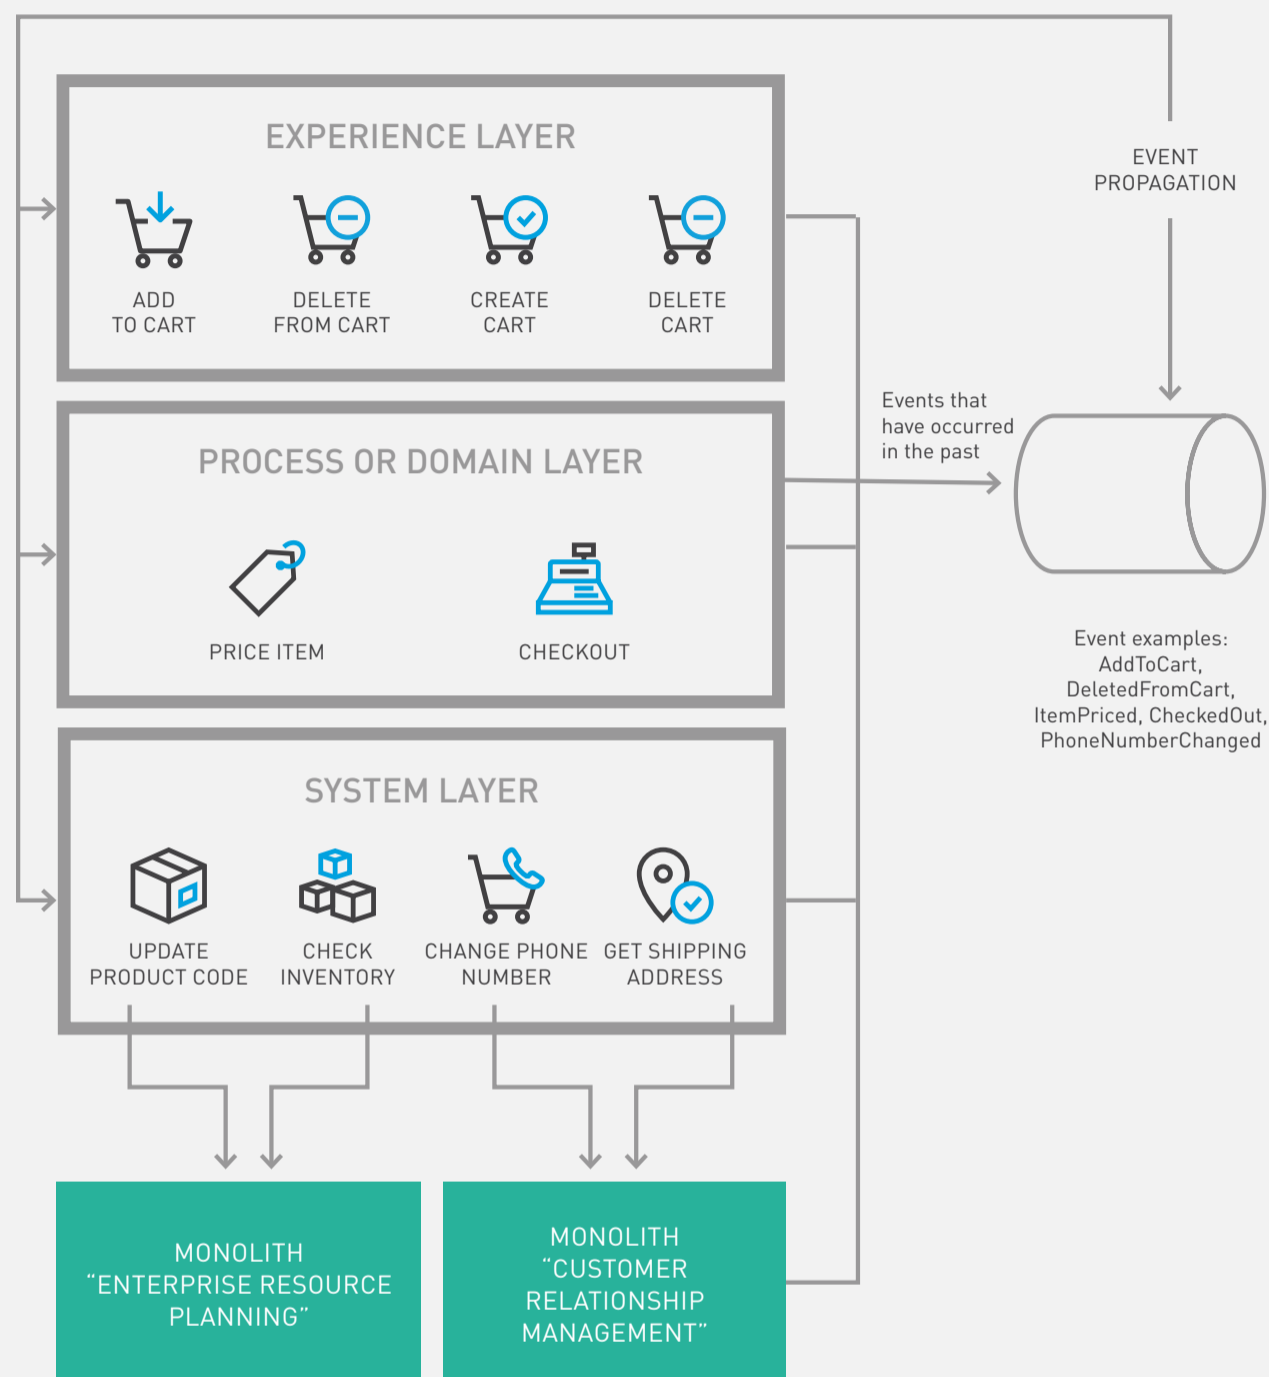 EXPERIENCE LAYER
ADD
TO CART
DELETE
FROM CART
CREATE
CART
DELETE
CART
EVENT
PROPAGATION
Events that
have occurred
in the past
PROCESS OR DOMAIN LAYER
PRICE ITEM
CHECKOUT
Event examples:
AddToCart,
DeletedFromCart,
ItemPriced, CheckedOut,
PhoneNumberChanged
SYSTEM LAYER
UPDATE
PRODUCT CODE
CHECK
INVENTORY
CHANGE PHONE
NUMBER
GET SHIPPING
ADDRESS
MONOLITH
“ENTERPRISE RESOURCE
PLANNING”
MONOLITH
“CUSTOMER
RELATIONSHIP
MANAGEMENT”